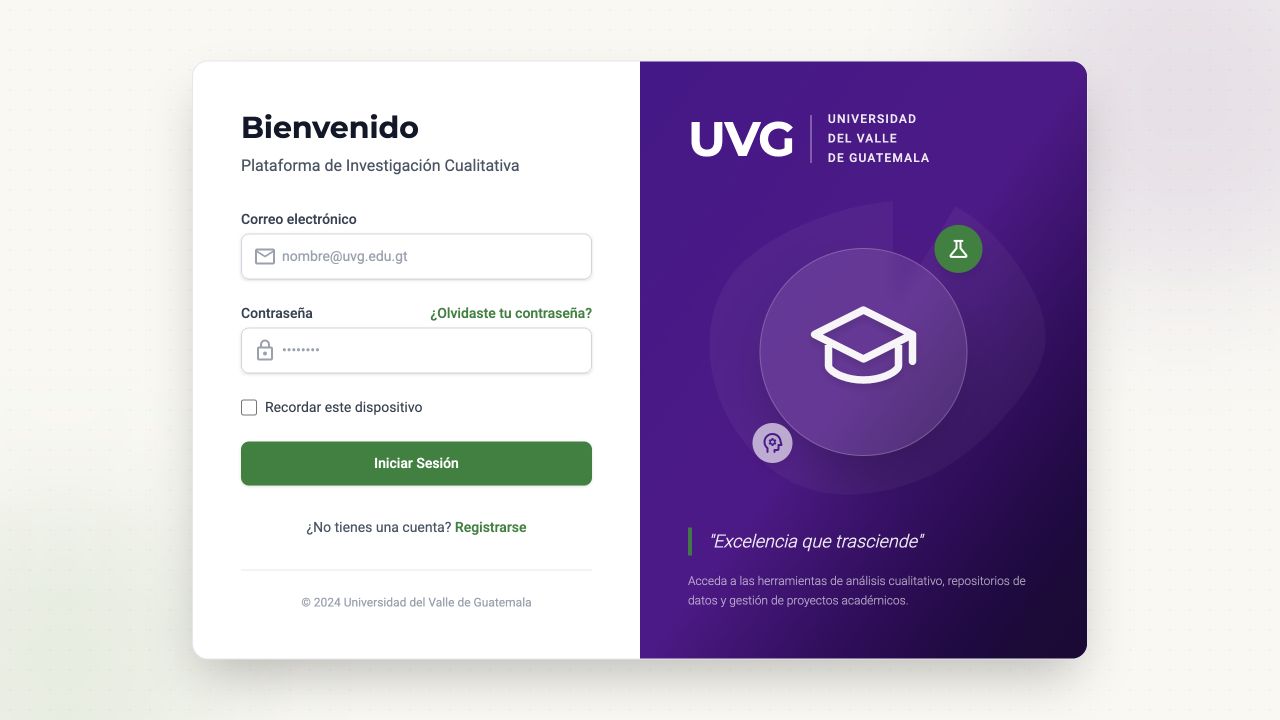 Bienvenido
Plataforma de Investigación Cualitativa
Correo electrónico
nombre@uvg.edu.gt
Contraseña
¿Olvidaste tu contraseña?
••••••••
Recordar este dispositivo
Iniciar Sesión
¿No tienes una cuenta? Registrarse
© 2024 Universidad del Valle de Guatemala
UVG
UNIVERSIDAD
DEL VALLE
DE GUATEMALA
"Excelencia que trasciende"
Acceda a las herramientas de análisis cualitativo, repositorios de
datos y gestión de proyectos académicos.